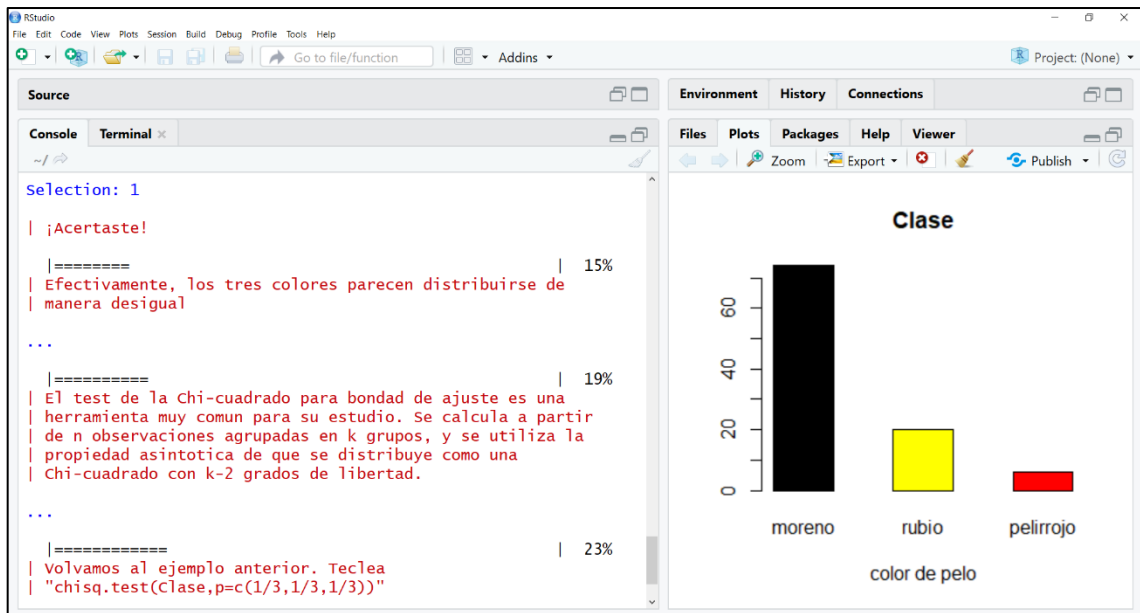 RStudio
File Edit Code View Plots Session Build Debug Profile Tools Help
Go to file/function
Addins
Project: (None)
Source
Console Terminal
~/
Selection: 1
| ¡Acertaste!
|======== | 15%
| Efectivamente, los tres colores parecen distribuirse de
| manera desigual
...
|========== | 19%
| El test de la Chi-cuadrado para bondad de ajuste es una
| herramienta muy comun para su estudio. Se calcula a partir
| de n observaciones agrupadas en k grupos, y se utiliza la
| propiedad asintotica de que se distribuye como una
| Chi-cuadrado con k-2 grados de libertad.
...
|============ | 23%
| Volvamos al ejemplo anterior. Teclea
| "chisq.test(Clase,p=c(1/3,1/3,1/3))"
Environment History Connections
Files Plots Packages Help Viewer
Zoom Export Publish
Clase
60
40
20
0
moreno rubio pelirrojo
color de pelo